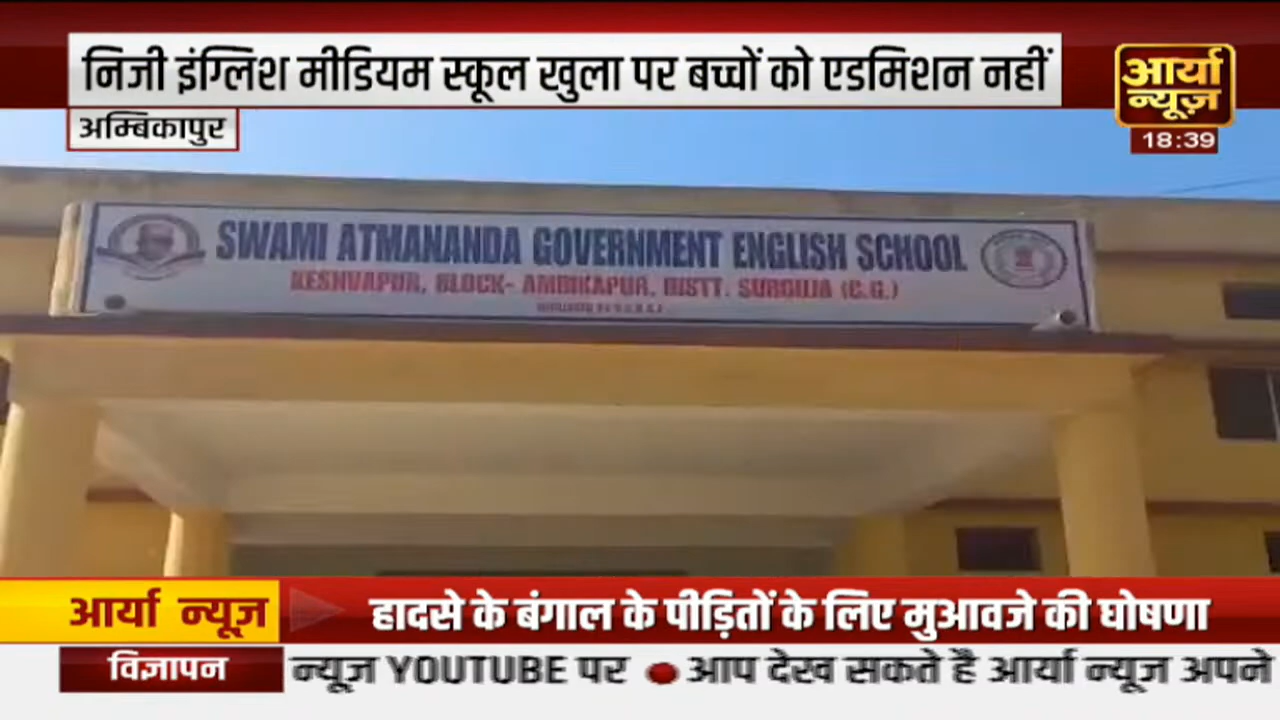 निजी इंग्लिश मीडियम स्कूल खुला पर बच्चों को एडमिशन नहीं
आर्या
न्यूज़
18:39
अम्बिकापुर
SWAMI ATMANANDA GOVERNMENT ENGLISH SCHOOL
KESHVAPUR, BLOCK- AMBIKAPUR, DISTT. SURGUJA (C.G.)
आर्या न्यूज़ हादसे के बंगाल के पीड़ितों के लिए मुआवजे की घोषणा
विज्ञापन न्यूज़ YOUTUBE पर ● आप देख सकते है आर्या न्यूज़ अपने